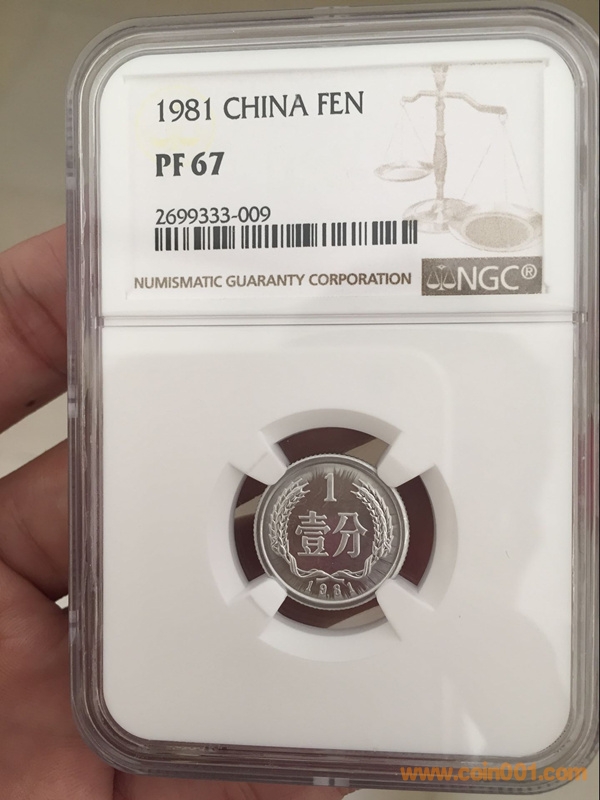 1981 CHINA FEN
PF 67
2699333-009
NUMISMATIC GUARANTY CORPORATION
NGC®
1
壹分
1981
www.coin001.com